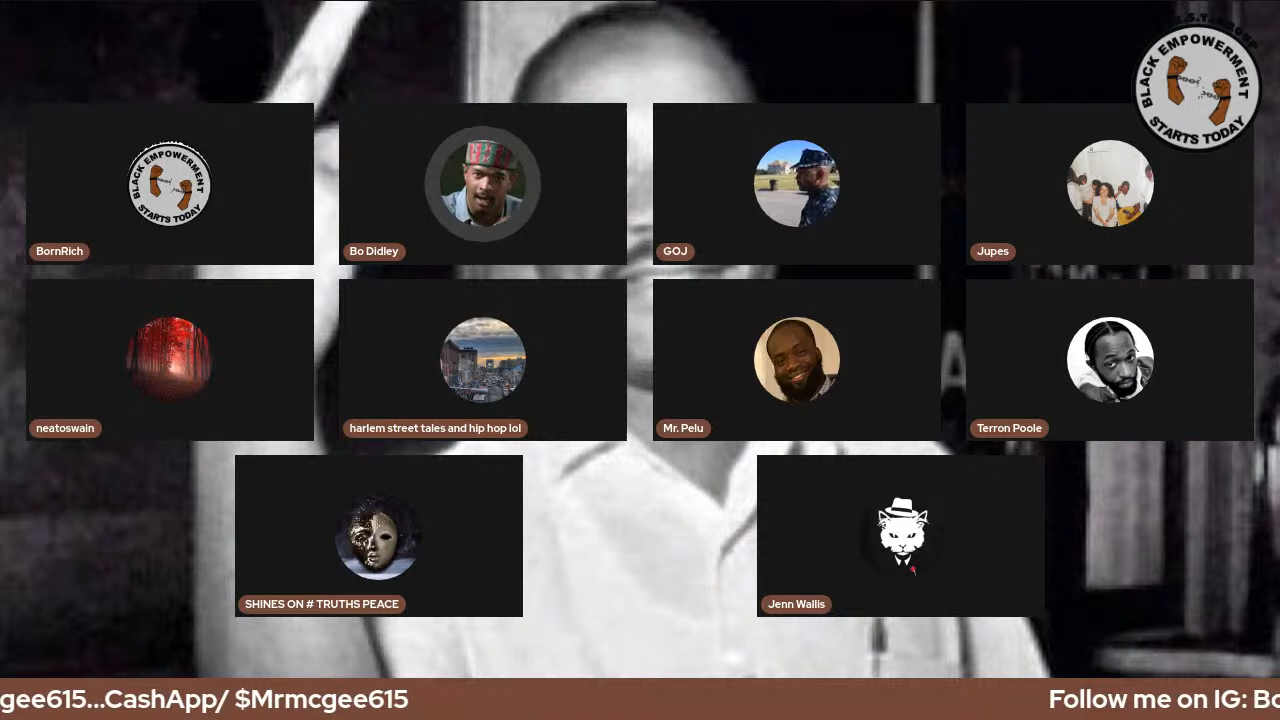 BLACK EMPOWERMENT
STARTS TODAY
BLACK EMPOWERMENT
STARTS TODAY
BornRich
Bo Didley
GOJ
Jupes
neatoswain
harlem street tales and hip hop lol
Mr. Pelu
Terron Poole
SHINES ON # TRUTHS PEACE
Jenn Wallis
gee615...CashApp/ $Mrmcgee615
Follow me on IG: Bo